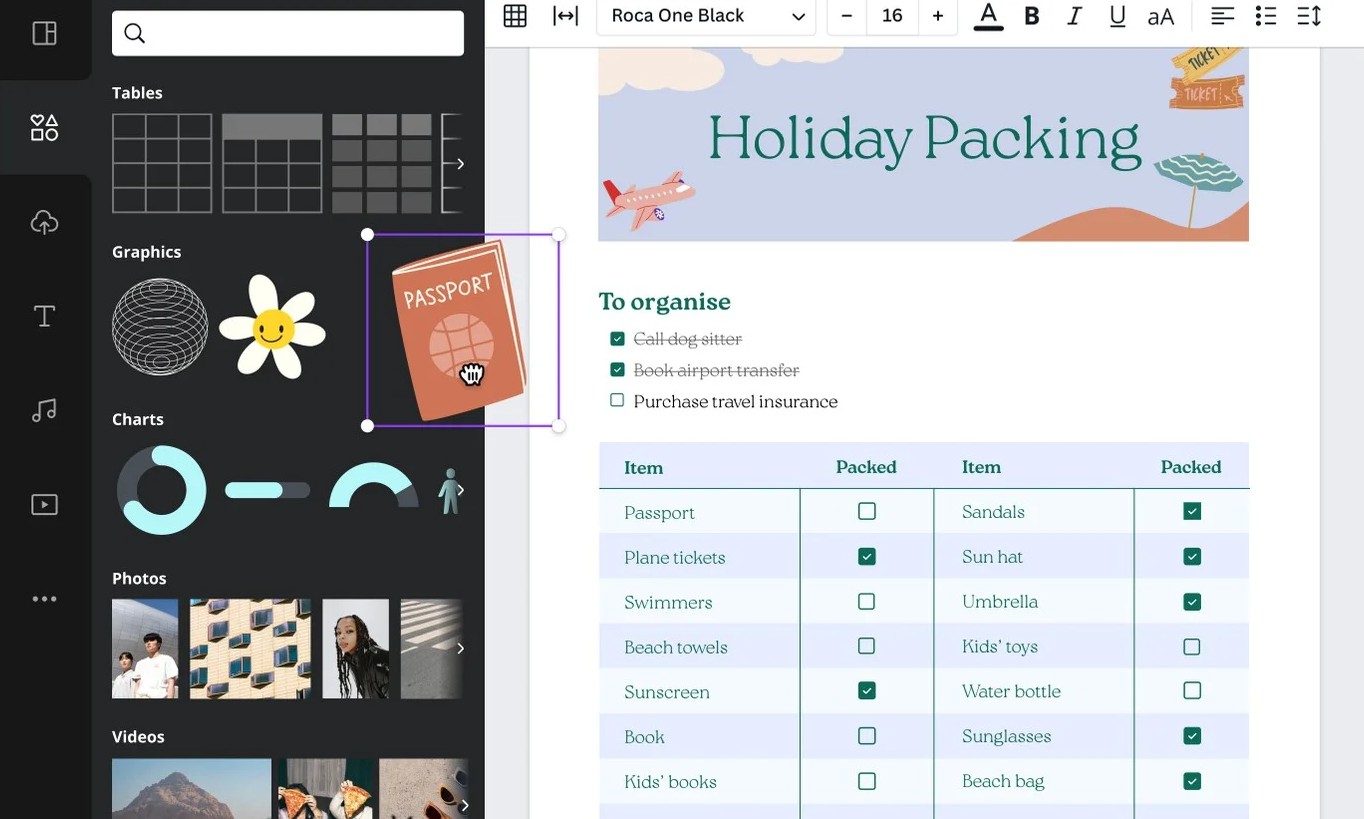 Roca One Black
− 16 + A B I U aA
Tables
Graphics
PASSPORT
Charts
Photos
Videos
TICKET
TICKET
Holiday Packing
To organise
Call dog sitter
Book airport transfer
Purchase travel insurance
Item Packed Item Packed
Passport Sandals
Plane tickets Sun hat
Swimmers Umbrella
Beach towels Kids’ toys
Sunscreen Water bottle
Book Sunglasses
Kids’ books Beach bag